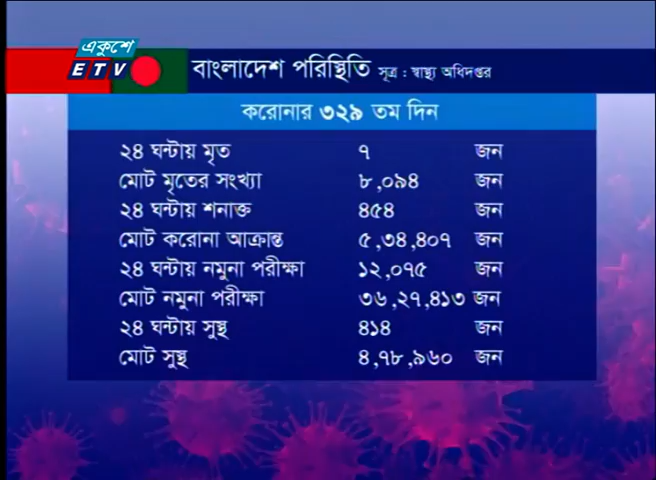 একুশে
ETV
বাংলাদেশ পরিস্থিতি সূত্র : স্বাস্থ্য অধিদপ্তর
করোনার ৩২৯ তম দিন
২৪ ঘন্টায় মৃত ৭ জন
মোট মৃতের সংখ্যা ৮,০৯৪ জন
২৪ ঘন্টায় শনাক্ত ৪৫৪ জন
মোট করোনা আক্রান্ত ৫,৩৪,৪০৭ জন
২৪ ঘন্টায় নমুনা পরীক্ষা ১২,০৭৫ জন
মোট নমুনা পরীক্ষা ৩৬,২৭,৪১৩ জন
২৪ ঘন্টায় সুস্থ ৪১৪ জন
মোট সুস্থ ৪,৭৮,৯৬০ জন